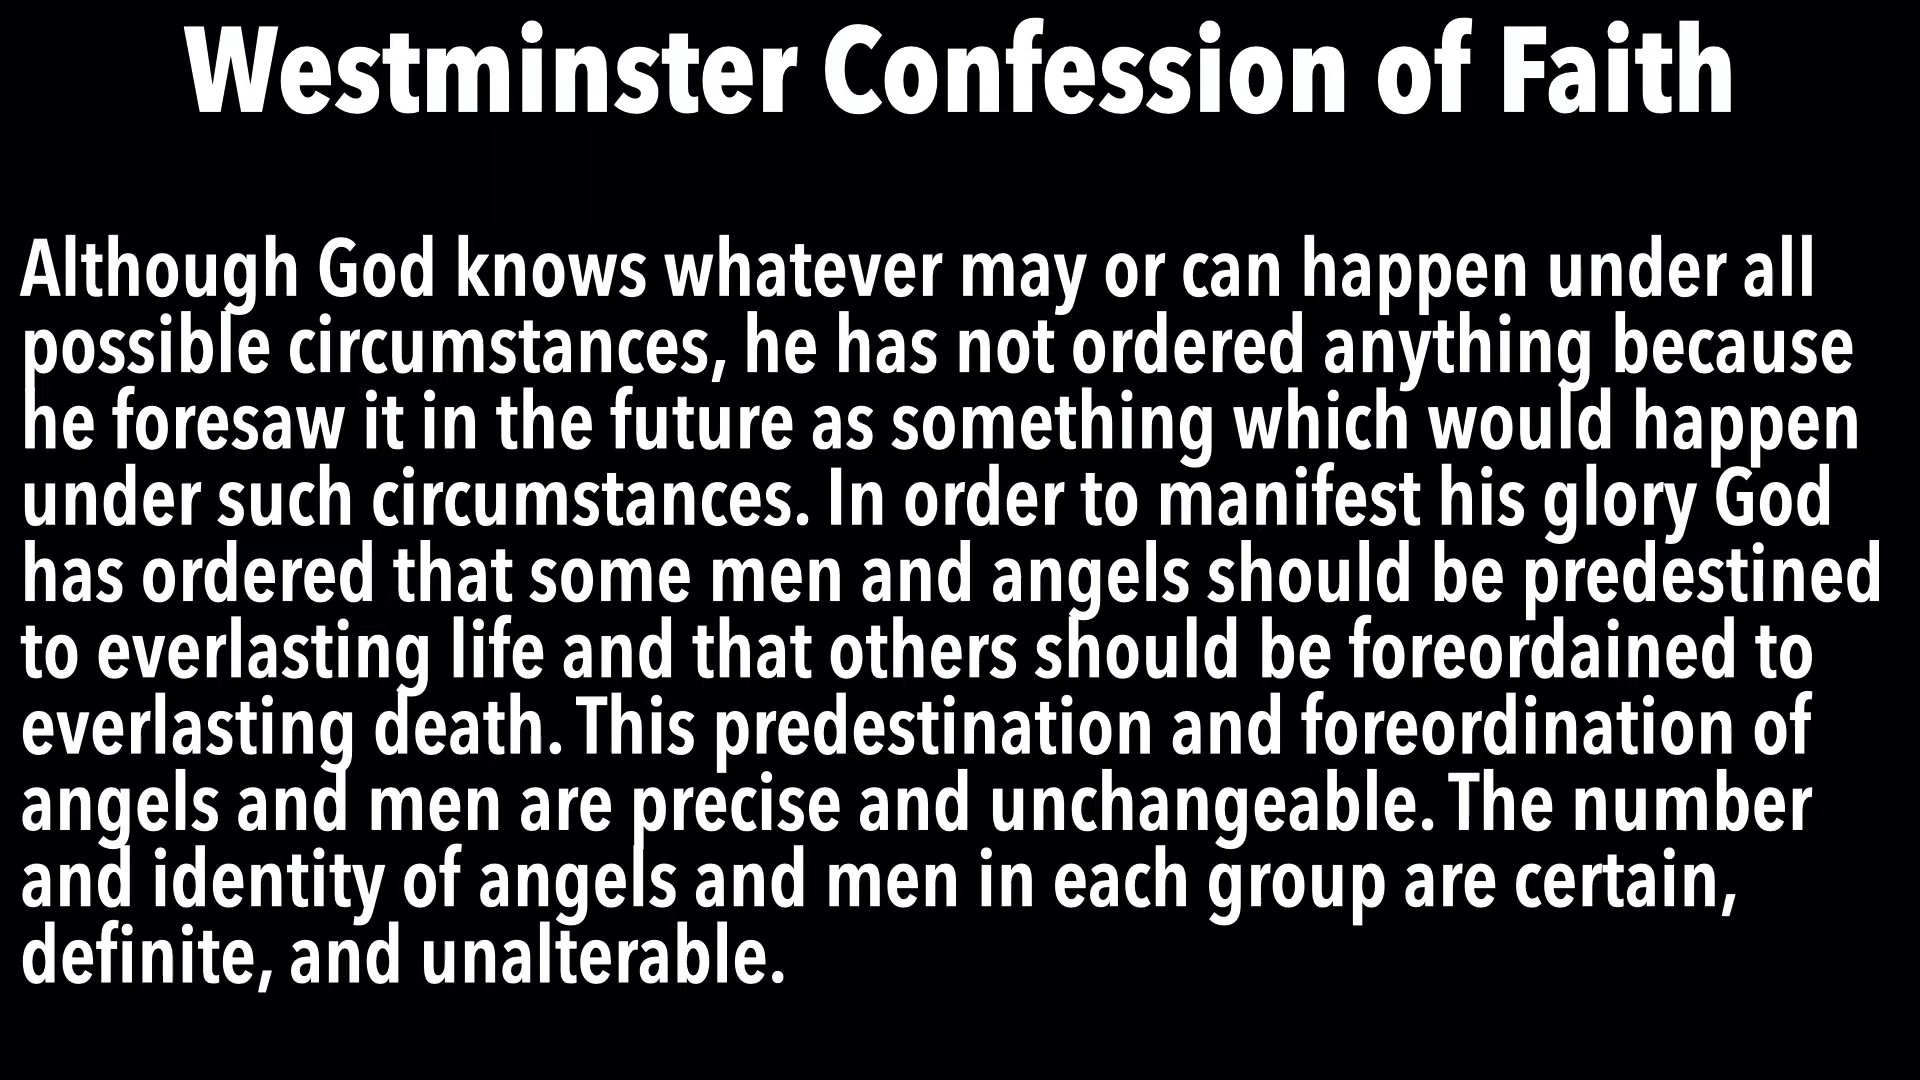 Westminster Confession of Faith
Although God knows whatever may or can happen under all
possible circumstances, he has not ordered anything because
he foresaw it in the future as something which would happen
under such circumstances. In order to manifest his glory God
has ordered that some men and angels should be predestined
to everlasting life and that others should be foreordained to
everlasting death. This predestination and foreordination of
angels and men are precise and unchangeable. The number
and identity of angels and men in each group are certain,
definite, and unalterable.